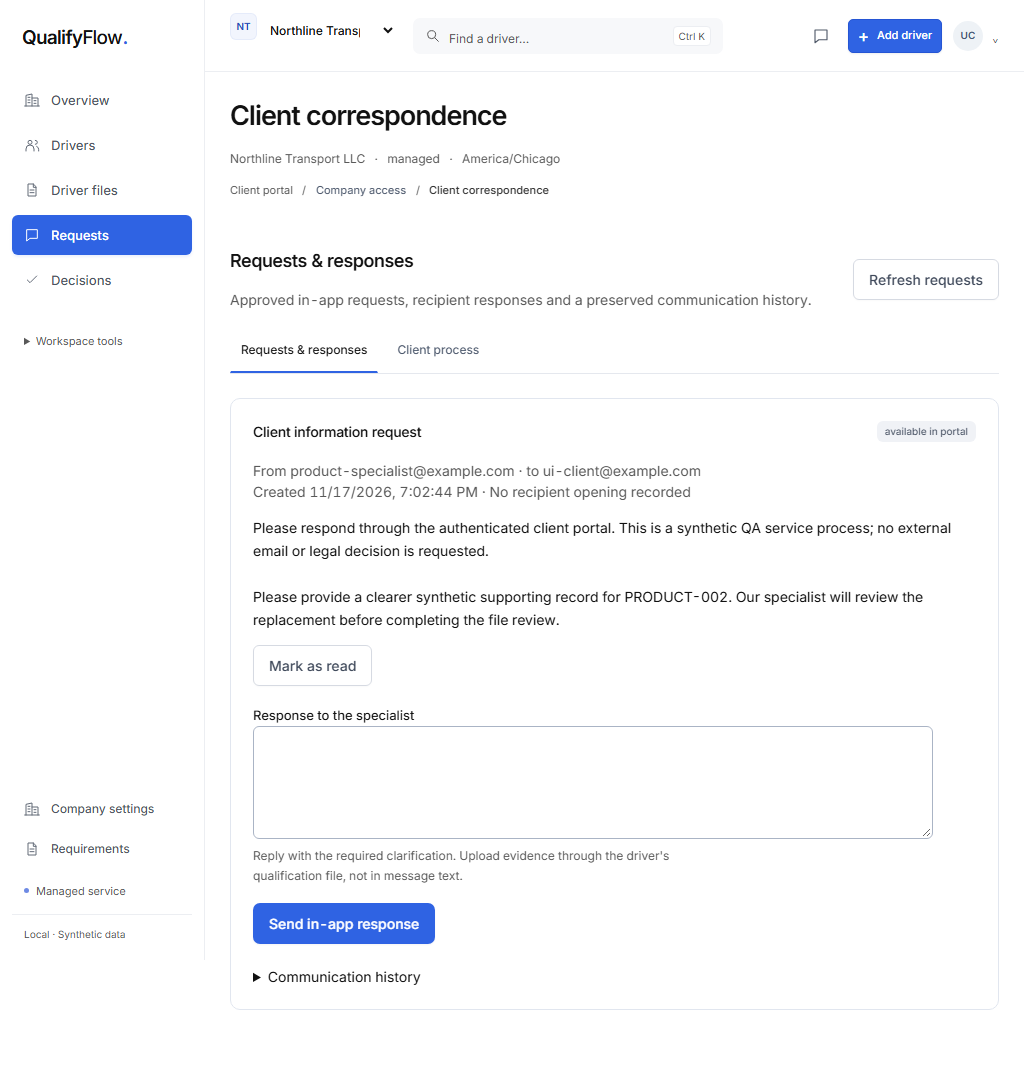 QualifyFlow.
Overview
Drivers
Driver files
Requests
Decisions
Workspace tools
Company settings
Requirements
Managed service
Local · Synthetic data
NT
Northline Trans
Find a driver...
Ctrl K
+ Add driver
UC
Client correspondence
Northline Transport LLC · managed · America/Chicago
Client portal / Company access / Client correspondence
Requests & responses
Approved in-app requests, recipient responses and a preserved communication history.
Refresh requests
Requests & responses
Client process
Client information request
available in portal
From product-specialist@example.com · to ui-client@example.com
Created 11/17/2026, 7:02:44 PM · No recipient opening recorded
Please respond through the authenticated client portal. This is a synthetic QA service process; no external
email or legal decision is requested.
Please provide a clearer synthetic supporting record for PRODUCT-002. Our specialist will review the
replacement before completing the file review.
Mark as read
Response to the specialist
Reply with the required clarification. Upload evidence through the driver's
qualification file, not in message text.
Send in-app response
Communication history